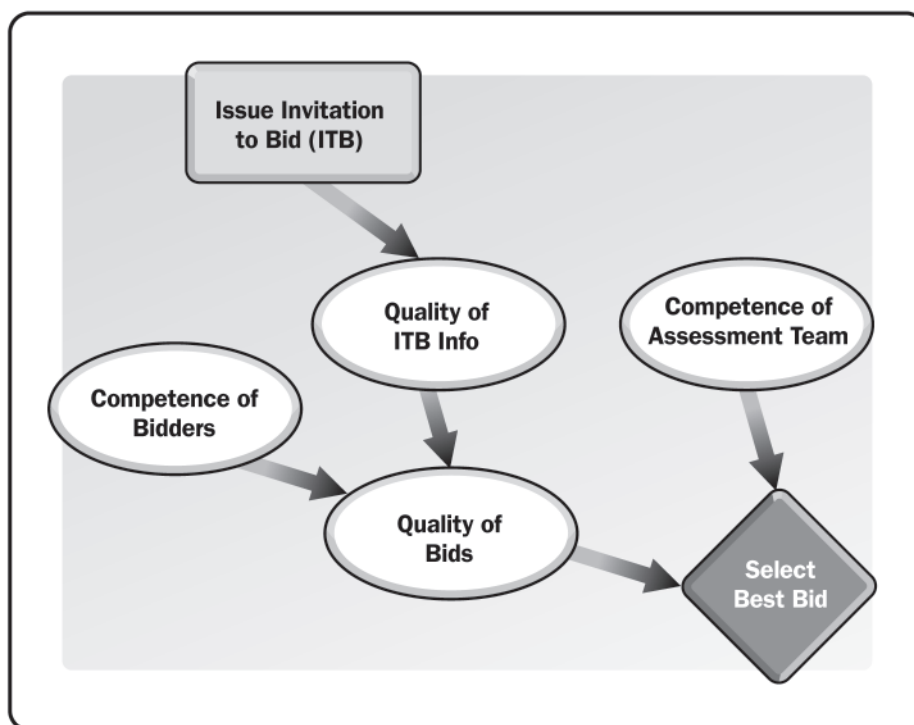 Issue Invitation
to Bid (ITB)
Quality of
ITB Info
Competence of
Assessment Team
Competence of
Bidders
Quality of
Bids
Select
Best Bid